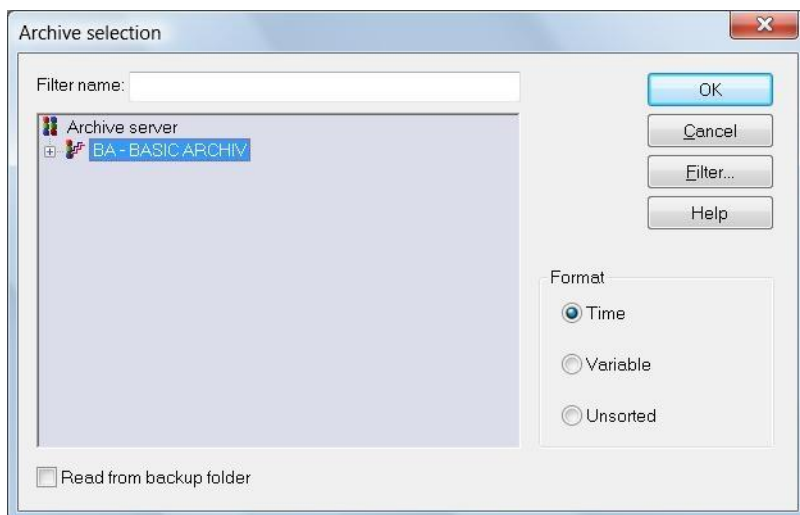 Archive selection
Filter name:
OK
Archive server
BA - BASIC ARCHIV
Cancel
Filter...
Help
Format
Time
Variable
Unsorted
Read from backup folder